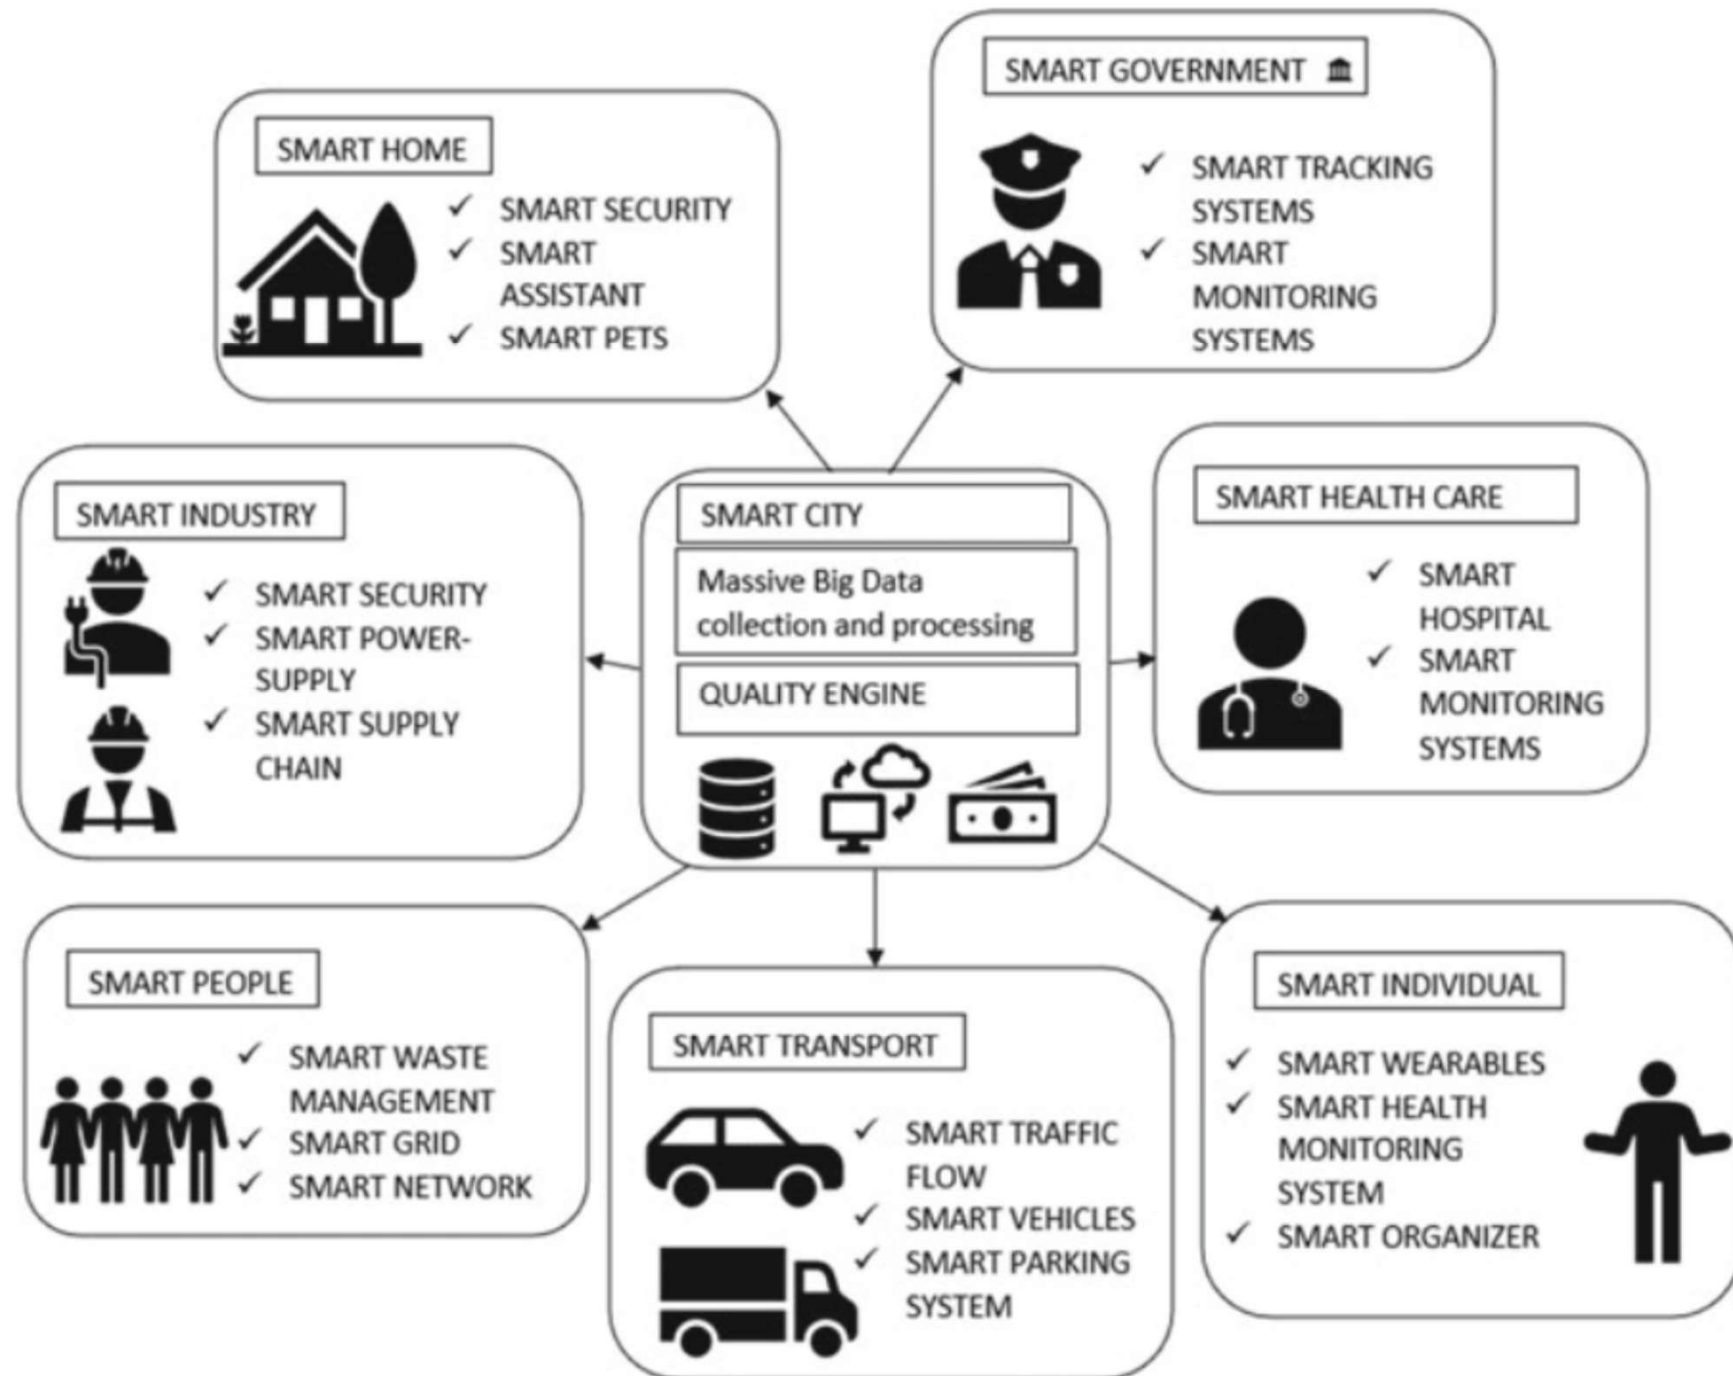 SMART GOVERNMENT
SMART TRACKING
SYSTEMS
SMART
MONITORING
SYSTEMS
SMART HOME
SMART SECURITY
SMART
ASSISTANT
SMART PETS
SMART INDUSTRY
SMART SECURITY
SMART POWER-
SUPPLY
SMART SUPPLY
CHAIN
SMART CITY
Massive Big Data
collection and processing
QUALITY ENGINE
SMART HEALTH CARE
SMART
HOSPITAL
SMART
MONITORING
SYSTEMS
SMART PEOPLE
SMART WASTE
MANAGEMENT
SMART GRID
SMART NETWORK
SMART TRANSPORT
SMART TRAFFIC
FLOW
SMART VEHICLES
SMART PARKING
SYSTEM
SMART INDIVIDUAL
SMART WEARABLES
SMART HEALTH
MONITORING
SYSTEM
SMART ORGANIZER